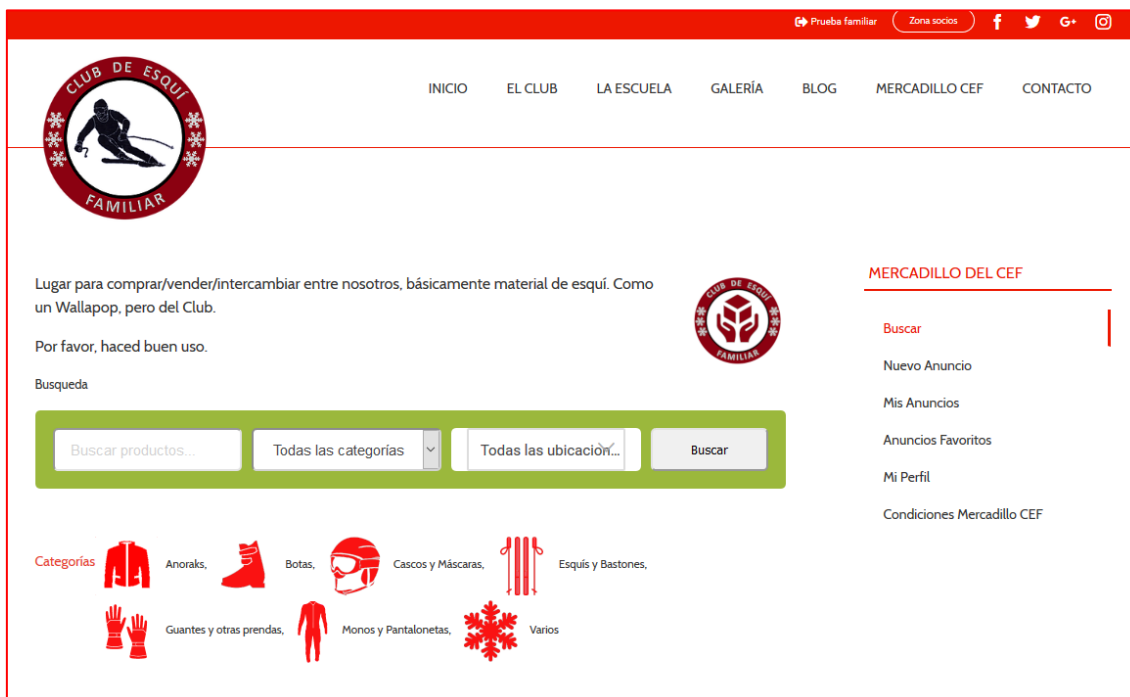 Prueba familiar Zona socios
CLUB DE ESQUÍ
FAMILIAR
INICIO EL CLUB LA ESCUELA GALERÍA BLOG MERCADILLO CEF CONTACTO
Lugar para comprar/vender/intercambiar entre nosotros, básicamente material de esquí. Como
un Wallapop, pero del Club.
Por favor, haced buen uso.
CLUB DE ESQUÍ
FAMILIAR
Busqueda
Buscar productos... Todas las categorías Todas las ubicacion... Buscar
Categorías Anoraks, Botas, Cascos y Máscaras, Esquís y Bastones,
Guantes y otras prendas, Monos y Pantalonetas, Varios
MERCADILLO DEL CEF
Buscar
Nuevo Anuncio
Mis Anuncios
Anuncios Favoritos
Mi Perfil
Condiciones Mercadillo CEF